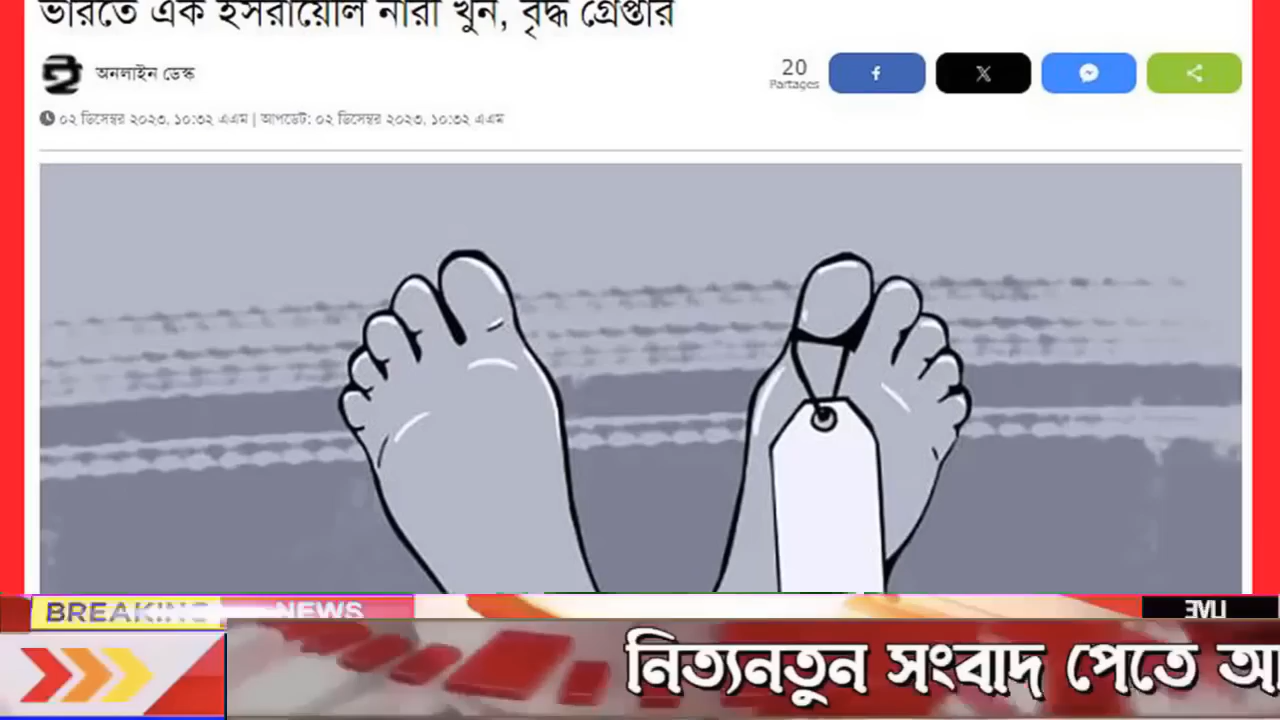 ভারতে এক ইসরায়েলি নারী খুন, বৃদ্ধ গ্রেপ্তার
অনলাইন ডেস্ক
20
Partages
০২ ডিসেম্বর ২০২৩, ১০:৩২ এএম | আপডেট: ০২ ডিসেম্বর ২০২৩, ১০:৩২ এএম
BREAKING NEWS
LIVE
নিত্যনতুন সংবাদ পেতে